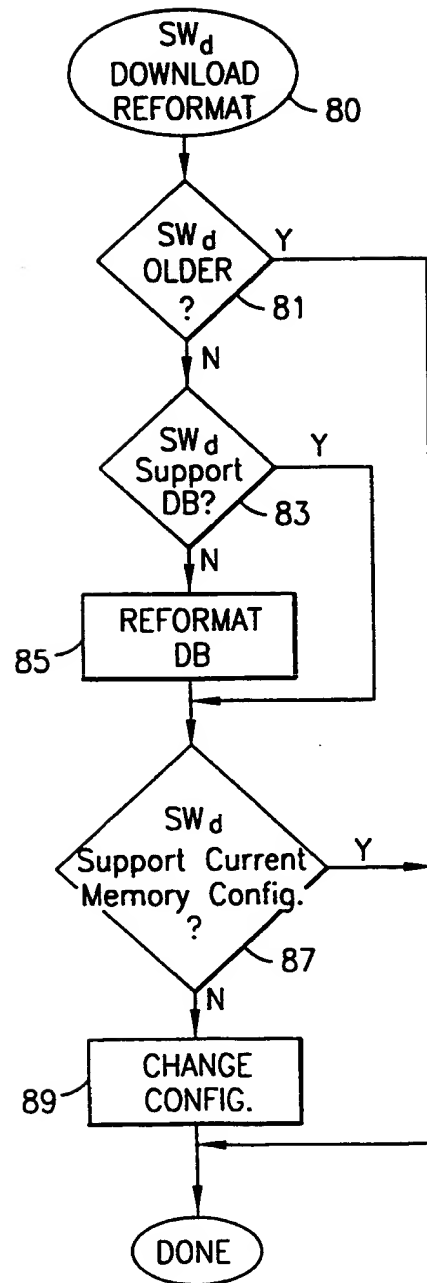 SWd
DOWNLOAD
REFORMAT
80
SWd
OLDER
?
Y
81
N
SWd
Support
DB?
Y
83
N
REFORMAT
DB
85
SWd
Support Current
Memory Config.
?
Y
87
N
CHANGE
CONFIG.
89
DONE